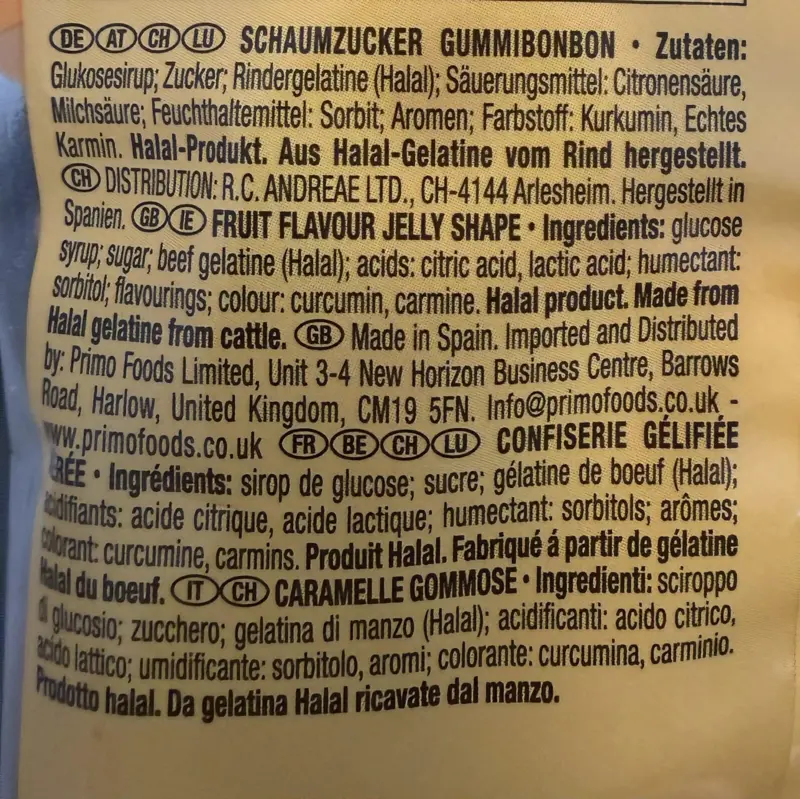 DE AT CH LU SCHAUMZUCKER GUMMIBONBON • Zutaten:
Glukosesirup; Zucker; Rindergelatine (Halal); Säuerungsmittel: Citronensäure,
Milchsäure; Feuchthaltemittel: Sorbit; Aromen; Farbstoff: Kurkumin, Echtes
Karmin. Halal-Produkt. Aus Halal-Gelatine vom Rind hergestellt.
CH DISTRIBUTION: R.C. ANDREAE LTD., CH-4144 Arlesheim. Hergestellt in
Spanien. GB IE FRUIT FLAVOUR JELLY SHAPE • Ingredients: glucose
syrup; sugar; beef gelatine (Halal); acids: citric acid, lactic acid; humectant:
sorbitol; flavourings; colour: curcumin, carmine. Halal product. Made from
Halal gelatine from cattle. GB Made in Spain. Imported and Distributed
by: Primo Foods Limited, Unit 3-4 New Horizon Business Centre, Barrows
Road, Harlow, United Kingdom, CM19 5FN. Info@primofoods.co.uk -
www.primofoods.co.uk FR BE CH LU CONFISERIE GÉLIFIÉE
• Ingrédients: sirop de glucose; sucre; gélatine de boeuf (Halal);
acidifiants: acide citrique, acide lactique; humectant: sorbitols; arômes;
colorant: curcumine, carmins. Produit Halal. Fabriqué á partir de gélatine
Halal du boeuf. IT CH CARAMELLE GOMMOSE • Ingredienti: sciroppo
di glucosio; zucchero; gelatina di manzo (Halal); acidificanti: acido citrico,
acido lattico; umidificante: sorbitolo, aromi; colorante: curcumina, carminio.
Prodotto halal. Da gelatina Halal ricavate dal manzo.